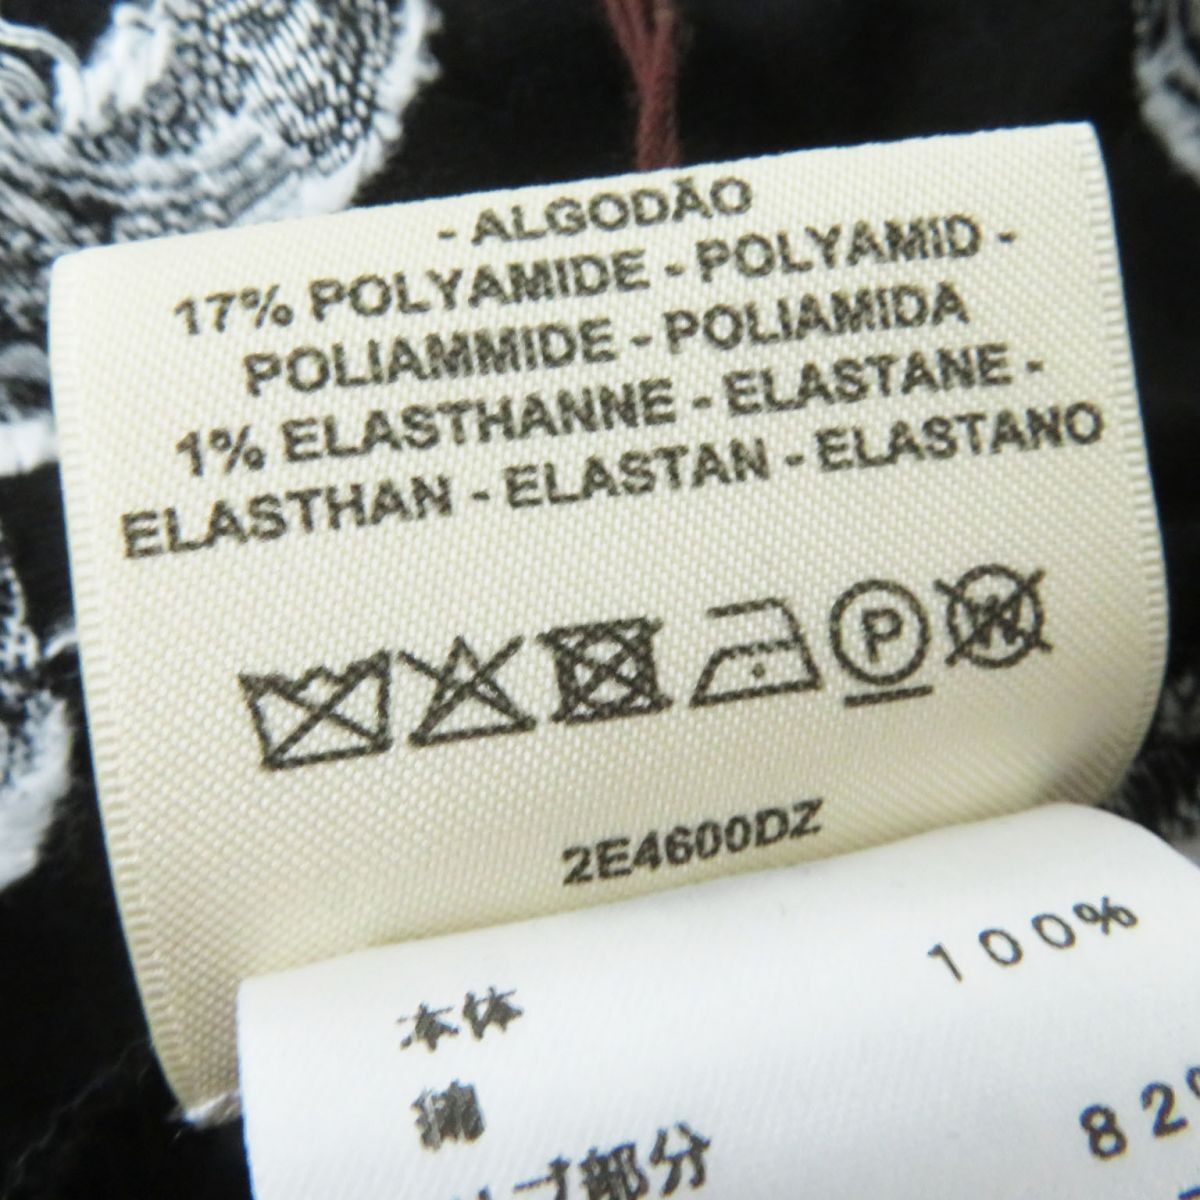 - ALGODÃO
17% POLYAMIDE - POLYAMID -
POLIAMMIDE - POLIAMIDA
1% ELASTHANNE - ELASTANE -
ELASTHAN - ELASTAN - ELASTANO
P W
2E4600DZ
本体 100%
綿
部分 82